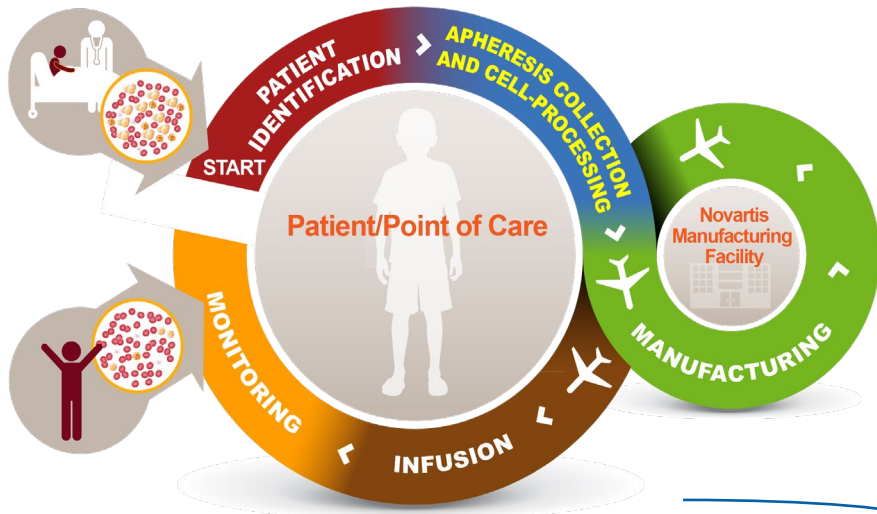 PATIENT
IDENTIFICATION
START
APHERESIS COLLECTION
AND CELL-PROCESSING
Patient/Point of Care
Novartis
Manufacturing
Facility
MANUFACTURING
INFUSION
MONITORING